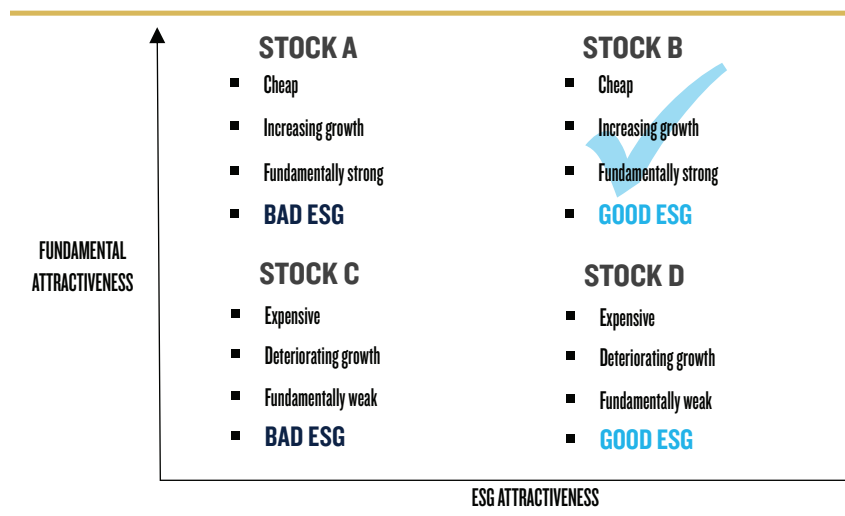 STOCK A
▪ Cheap
▪ Increasing growth
▪ Fundamentally strong
▪ BAD ESG
STOCK B
▪ Cheap
▪ Increasing growth
▪ Fundamentally strong
▪ GOOD ESG
FUNDAMENTAL
ATTRACTIVENESS
STOCK C
▪ Expensive
▪ Deteriorating growth
▪ Fundamentally weak
▪ BAD ESG
STOCK D
▪ Expensive
▪ Deteriorating growth
▪ Fundamentally weak
▪ GOOD ESG
ESG ATTRACTIVENESS